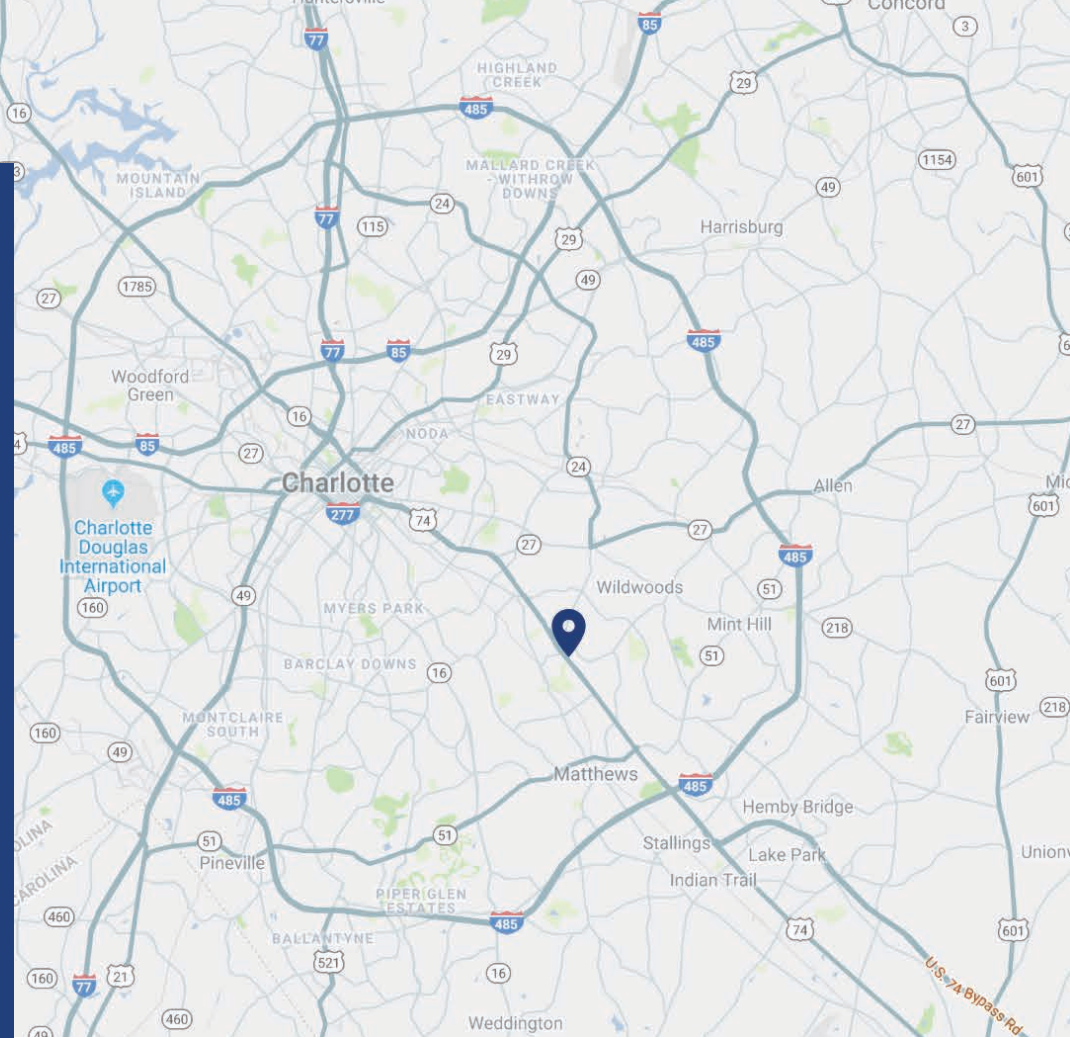 Huntersville
Concord
77
85
3
HIGHLAND
CREEK
29
485
16
1154
MALLARD CREEK
- WITHROW
DOWNS
3
MOUNTAIN
ISLAND
601
49
24
77
115
Harrisburg
29
49
1785
27
485
77
85
29
Woodford
Green
EASTWAY
16
27
NODA
4
485
85
27
24
Charlotte
Allen
277
74
601
Charlotte
Douglas
International
Airport
27
27
485
Wildwoods
51
49
160
MYERS PARK
Mint Hill
218
51
BARCLAY DOWNS
16
601
218
Fairview
MONTCLAIRE
SOUTH
160
49
Matthews
485
485
Hemby Bridge
51
51
Stallings
Lake Park
Pineville
CAROLINA
Indian Trail
PIPER GLEN
ESTATES
460
485
74
601
BALLANTYNE
521
16
160
77
21
U.S. 74 Bypass Rd
460
Weddington